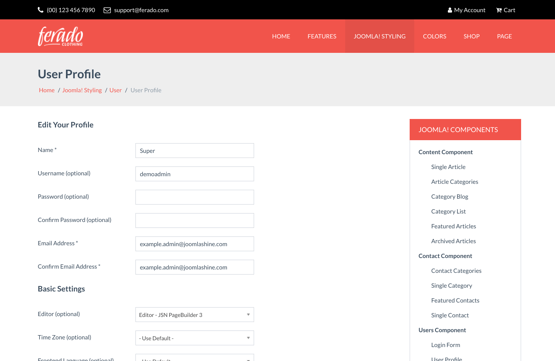 (00) 123 456 7890 support@ferado.com My Account Cart
ferado
CLOTHING
HOME FEATURES JOOMLA! STYLING COLORS SHOP PAGE
User Profile
Home / Joomla! Styling / User / User Profile
Edit Your Profile
Name * Super
Username (optional) demoadmin
Password (optional)
Confirm Password (optional)
Email Address * example.admin@joomlashine.com
Confirm Email Address * example.admin@joomlashine.com
Basic Settings
Editor (optional) Editor - JSN PageBuilder 3
Time Zone (optional) - Use Default -
Frontend Language (optional) - Use Default -
JOOMLA! COMPONENTS
Content Component
Single Article
Article Categories
Category Blog
Category List
Featured Articles
Archived Articles
Contact Component
Contact Categories
Single Category
Featured Contacts
Single Contact
Users Component
Login Form
User Profile